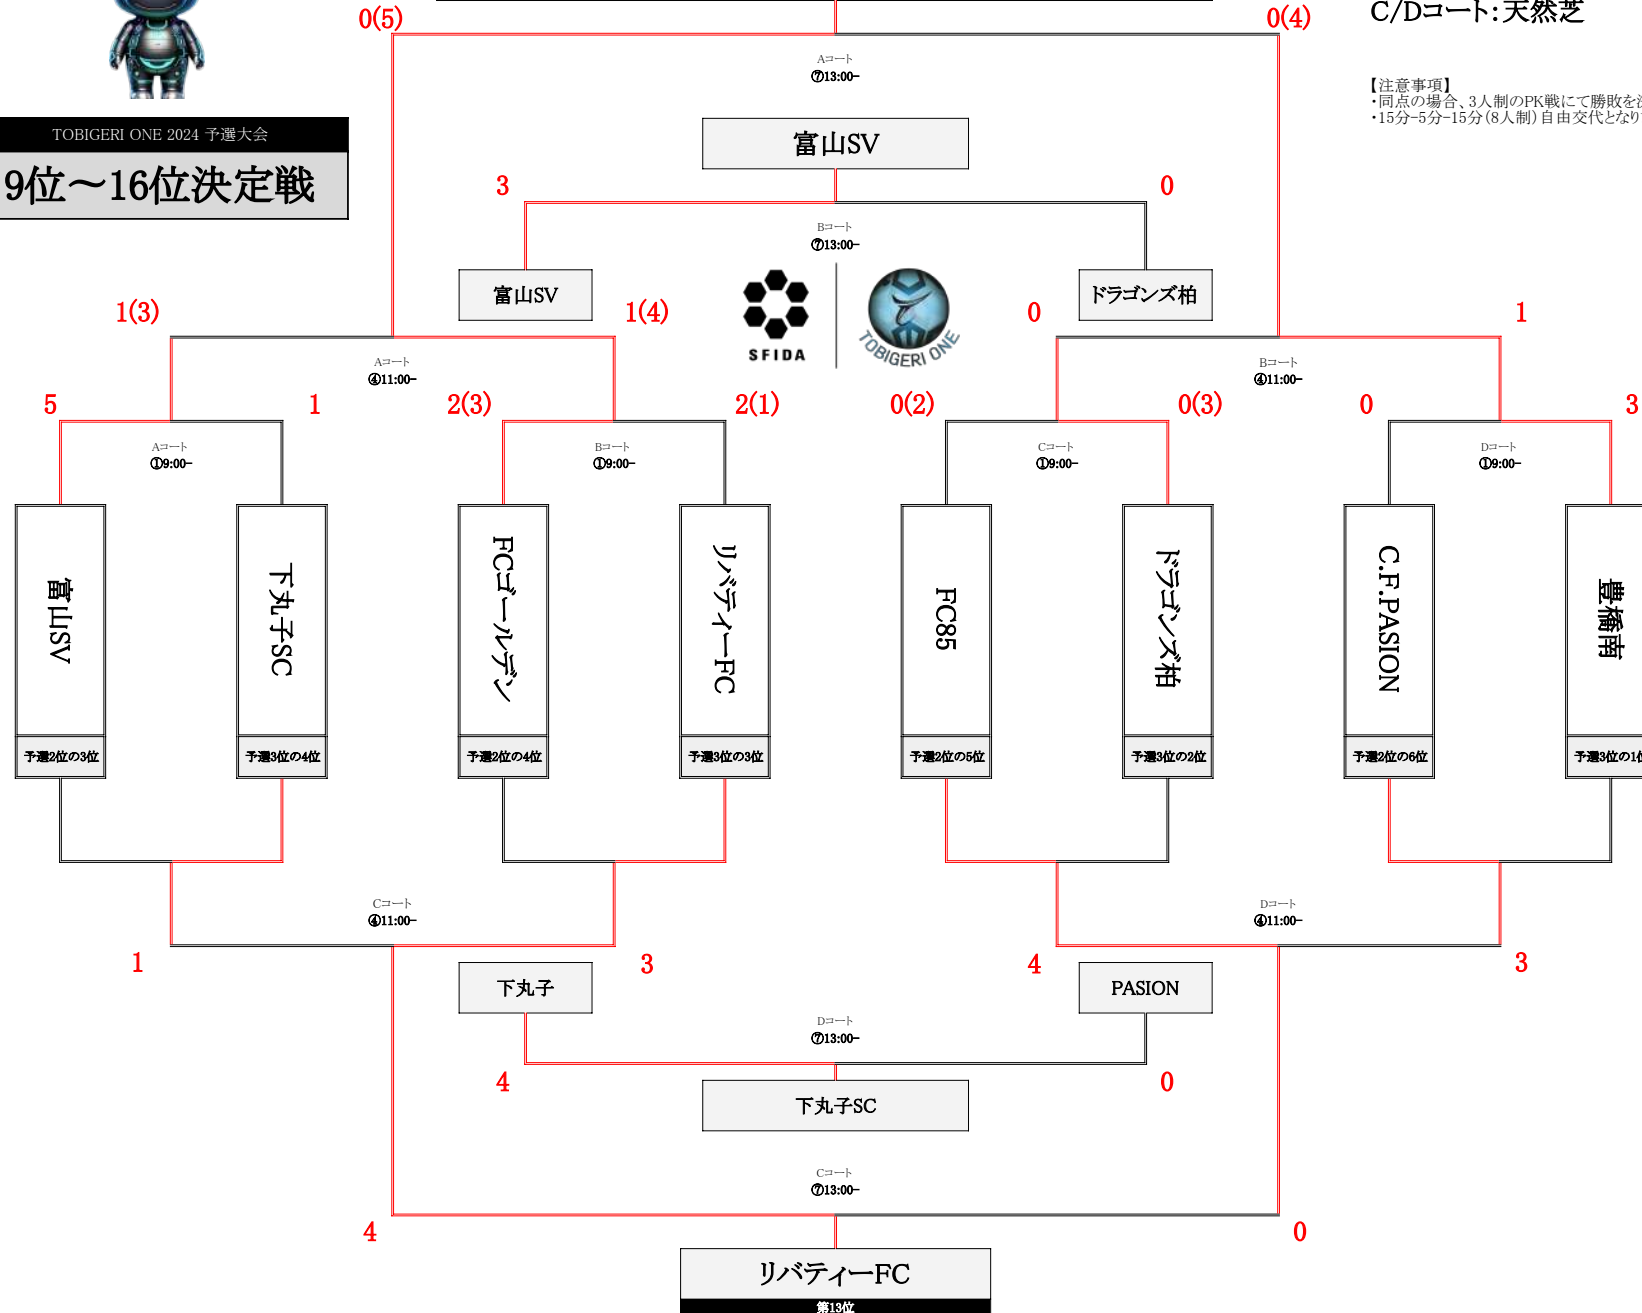 0(5)
0(4)
C/Dコート：天然芝
Aコート
⑦13:00-
【注意事項】
・同点の場合、3人制のPK戦にて勝敗を
・15分-5分-15分（8人制）自由交代となり
TOBIGERI ONE 2024 予選大会
9位～16位決定戦
富山SV
3
0
Bコート
⑦13:00-
富山SV
ドラゴンズ柏
SFIDA
TOBIGERI ONE
1(3)
1(4)
0
1
Aコート
④11:00-
Bコート
④11:00-
5
1
2(3)
2(1)
0(2)
0(3)
0
3
Aコート
①9:00-
Bコート
①9:00-
Cコート
①9:00-
Dコート
①9:00-
富山SV
下丸子SC
FCゴールデン
リバティーFC
FC85
ドラゴンズ柏
C.F.PASION
豊橋南
予選2位の3位
予選3位の4位
予選2位の4位
予選3位の3位
予選2位の5位
予選3位の2位
予選2位の6位
予選3位の1位
Cコート
④11:00-
Dコート
④11:00-
1
3
4
3
下丸子
PASION
Dコート
⑦13:00-
4
0
下丸子SC
Cコート
⑦13:00-
4
0
リバティーFC
第13位